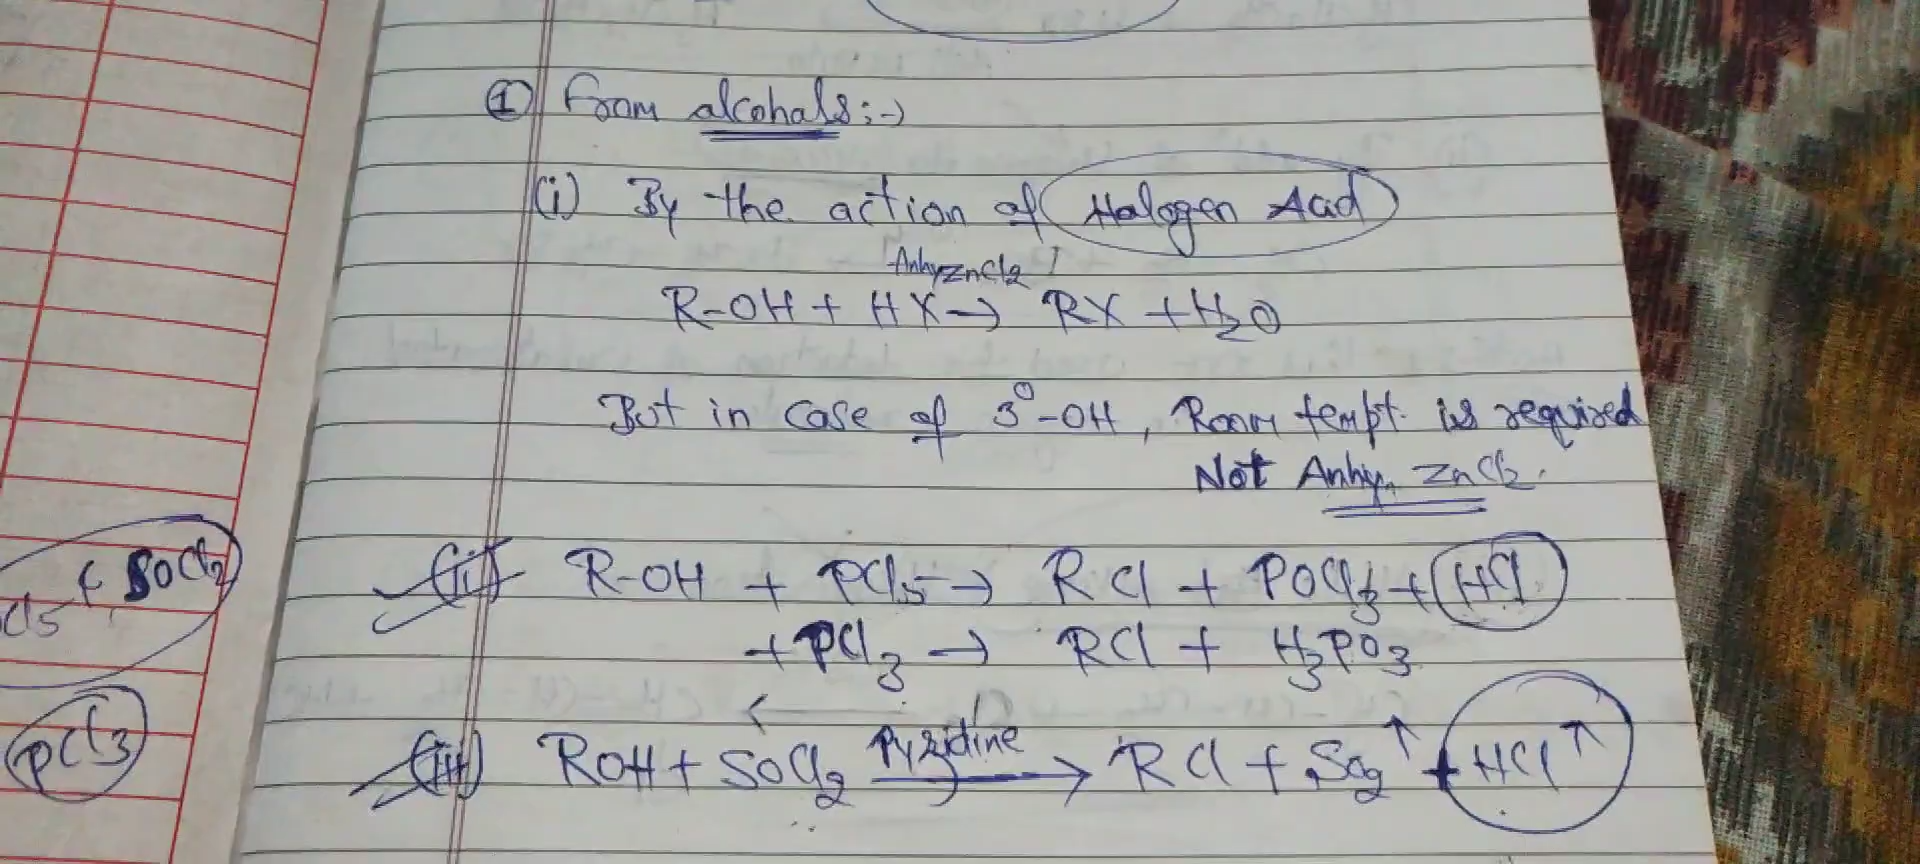 ① from alcohals :-)
(i) By the action of Halogen Acid
Anhy ZnCl2
R-OH + HX → RX + H2O
But in case of 3°-OH, Room tempt. is required
Not Anhy. ZnCl2.
(ii) R-OH + PCl5 → RCl + POCl3 + HCl
+ PCl3 → RCl + H3PO3
(iii) ROH + SOCl2 Pyridine → RCl + SO2 ↑ + HCl ↑
Cl5 & SOCl2
PCl3